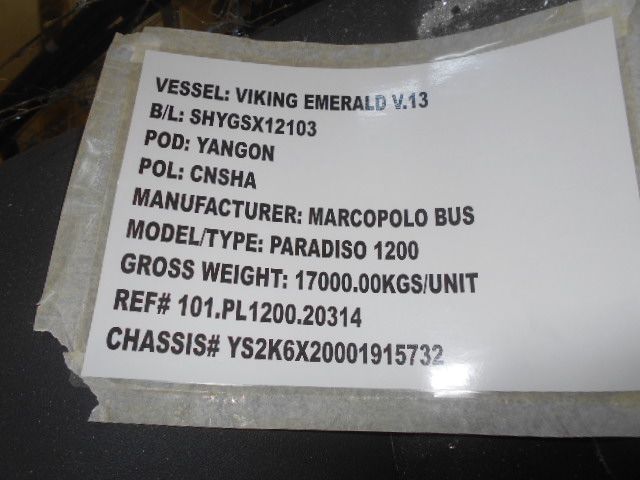 VESSEL: VIKING EMERALD V.13
B/L: SHYGSX12103
POD: YANGON
POL: CNSHA
MANUFACTURER: MARCOPOLO BUS
MODEL/TYPE: PARADISO 1200
GROSS WEIGHT: 17000.00KGS/UNIT
REF# 101.PL1200.20314
CHASSIS# YS2K6X20001915732